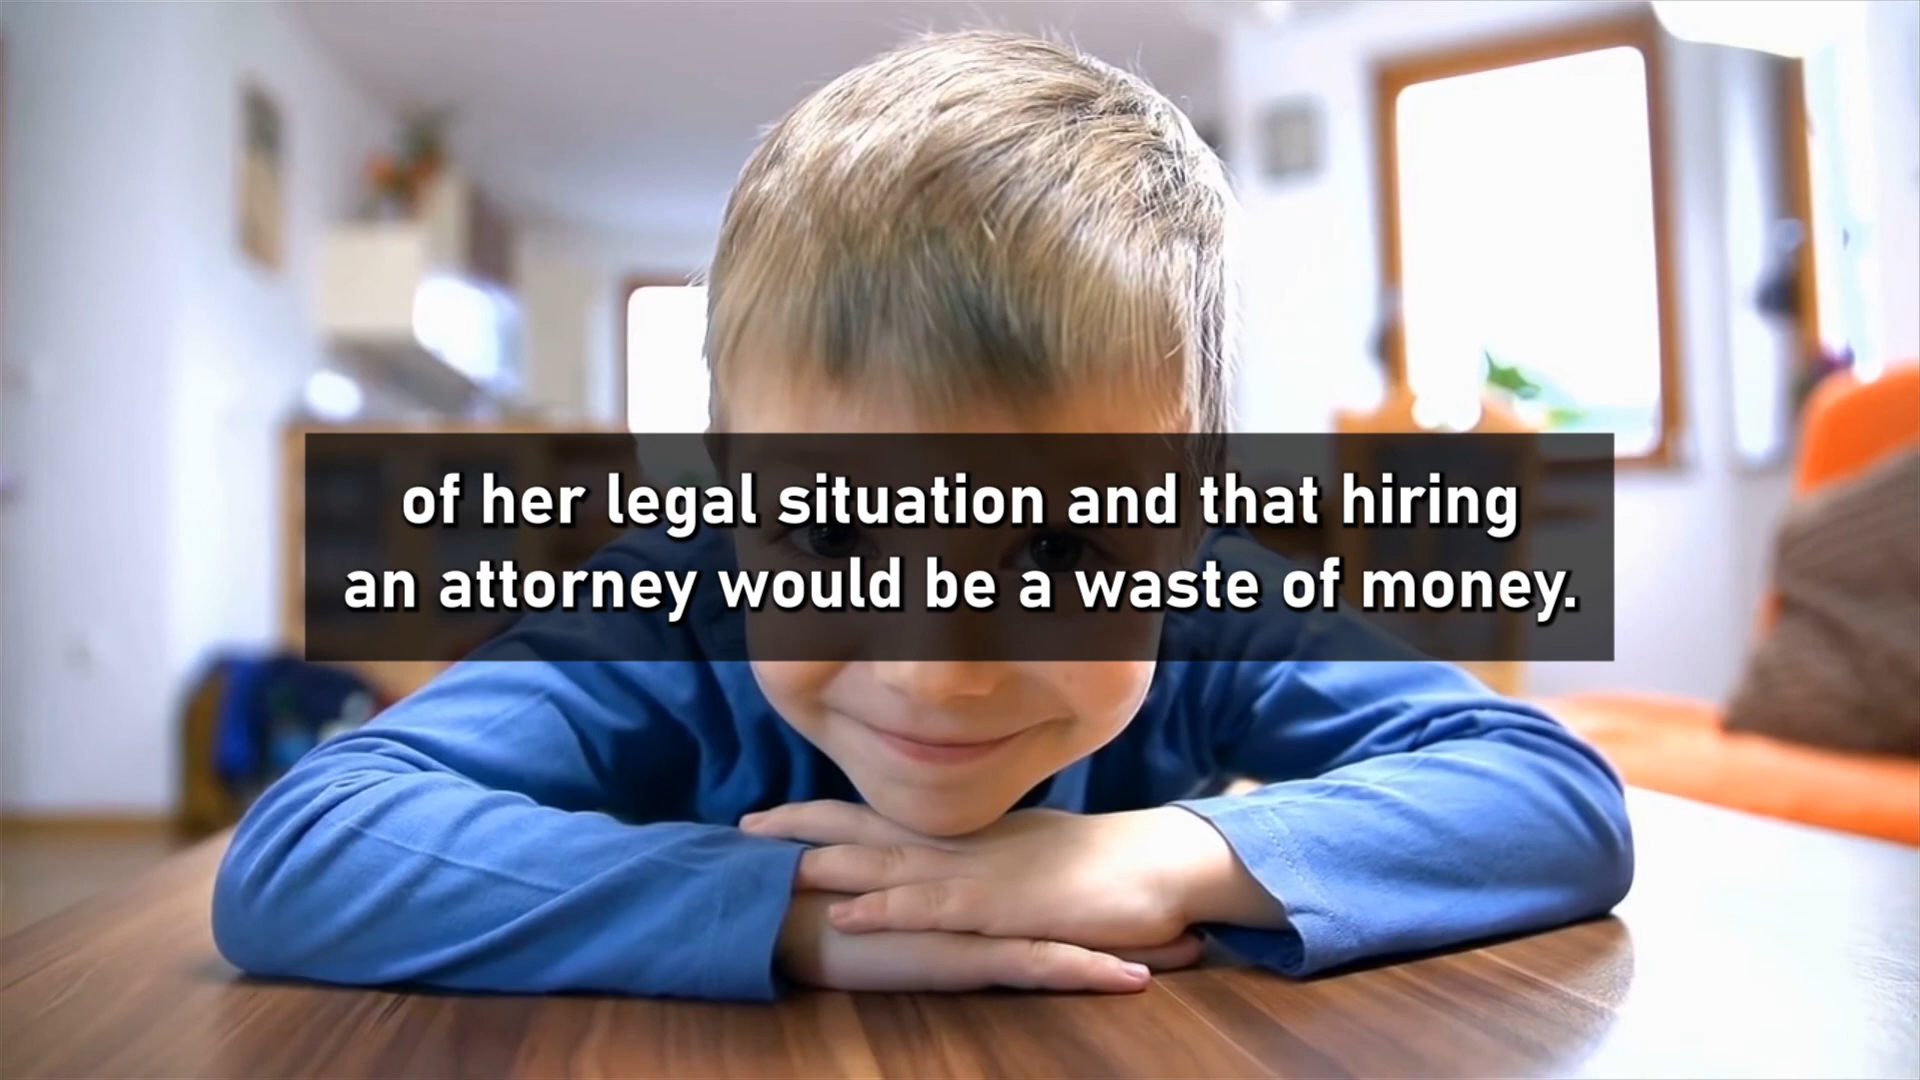 of her legal situation and that hiring
an attorney would be a waste of money.